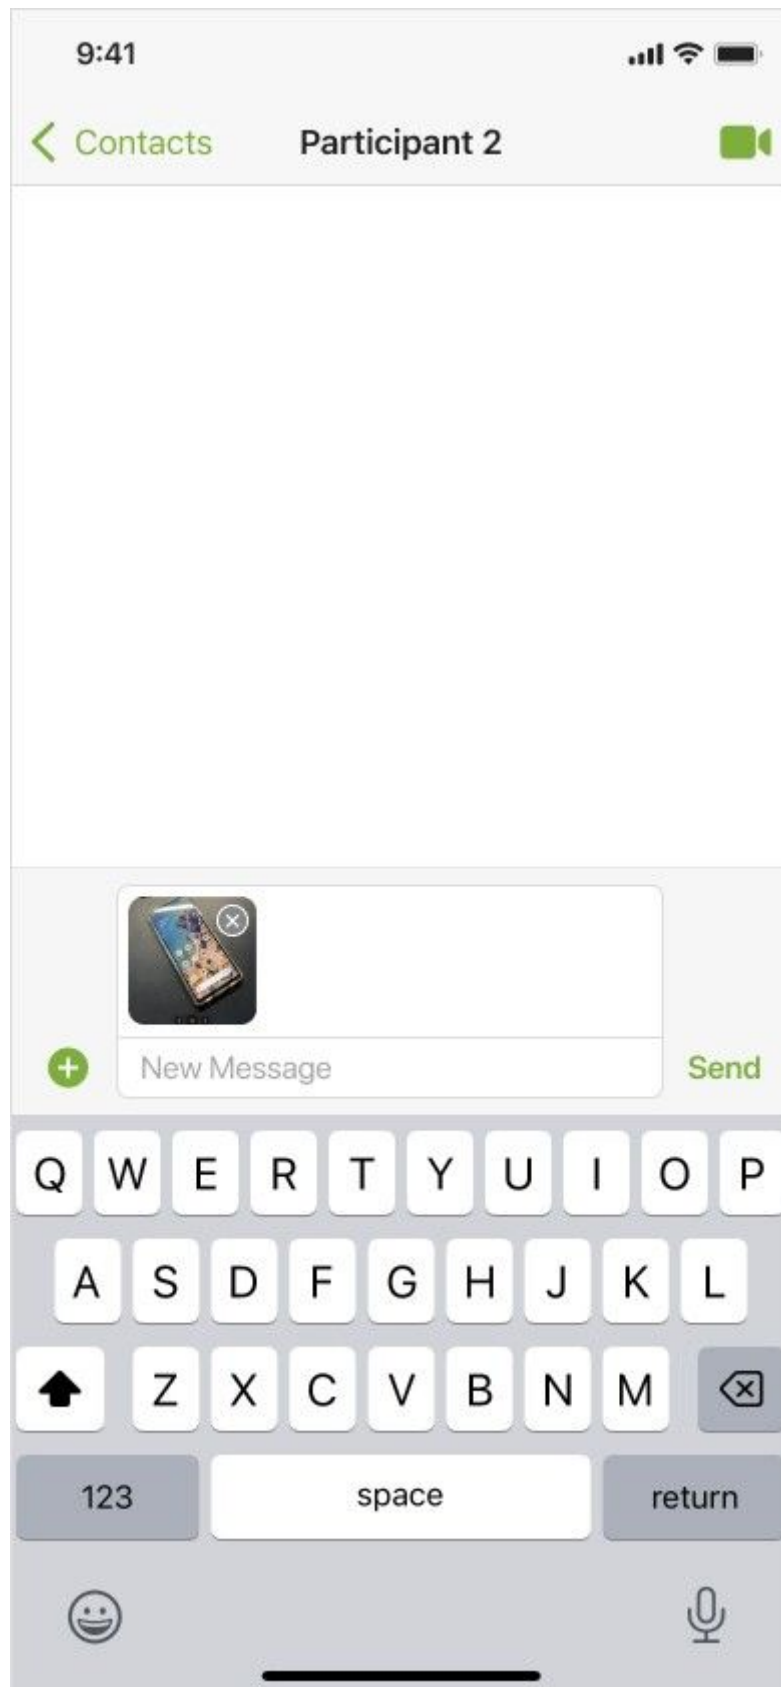 9:41
Contacts Participant 2
New Message
Send
Q W E R T Y U I O P
A S D F G H J K L
Z X C V B N M
123 space return